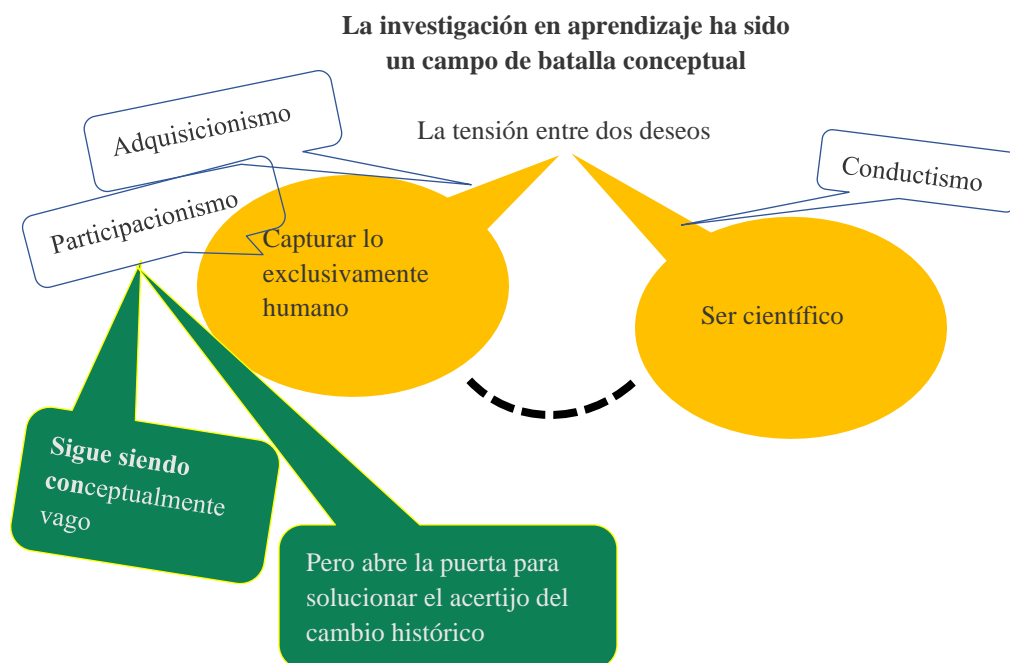 La investigación en aprendizaje ha sido
un campo de batalla conceptual
La tensión entre dos deseos
Adquisicionismo
Participacionismo
Conductismo
Capturar lo
exclusivamente
humano
Ser científico
Sigue siendo
conceptualmente
vago
Pero abre la puerta para
solucionar el acertijo del
cambio histórico